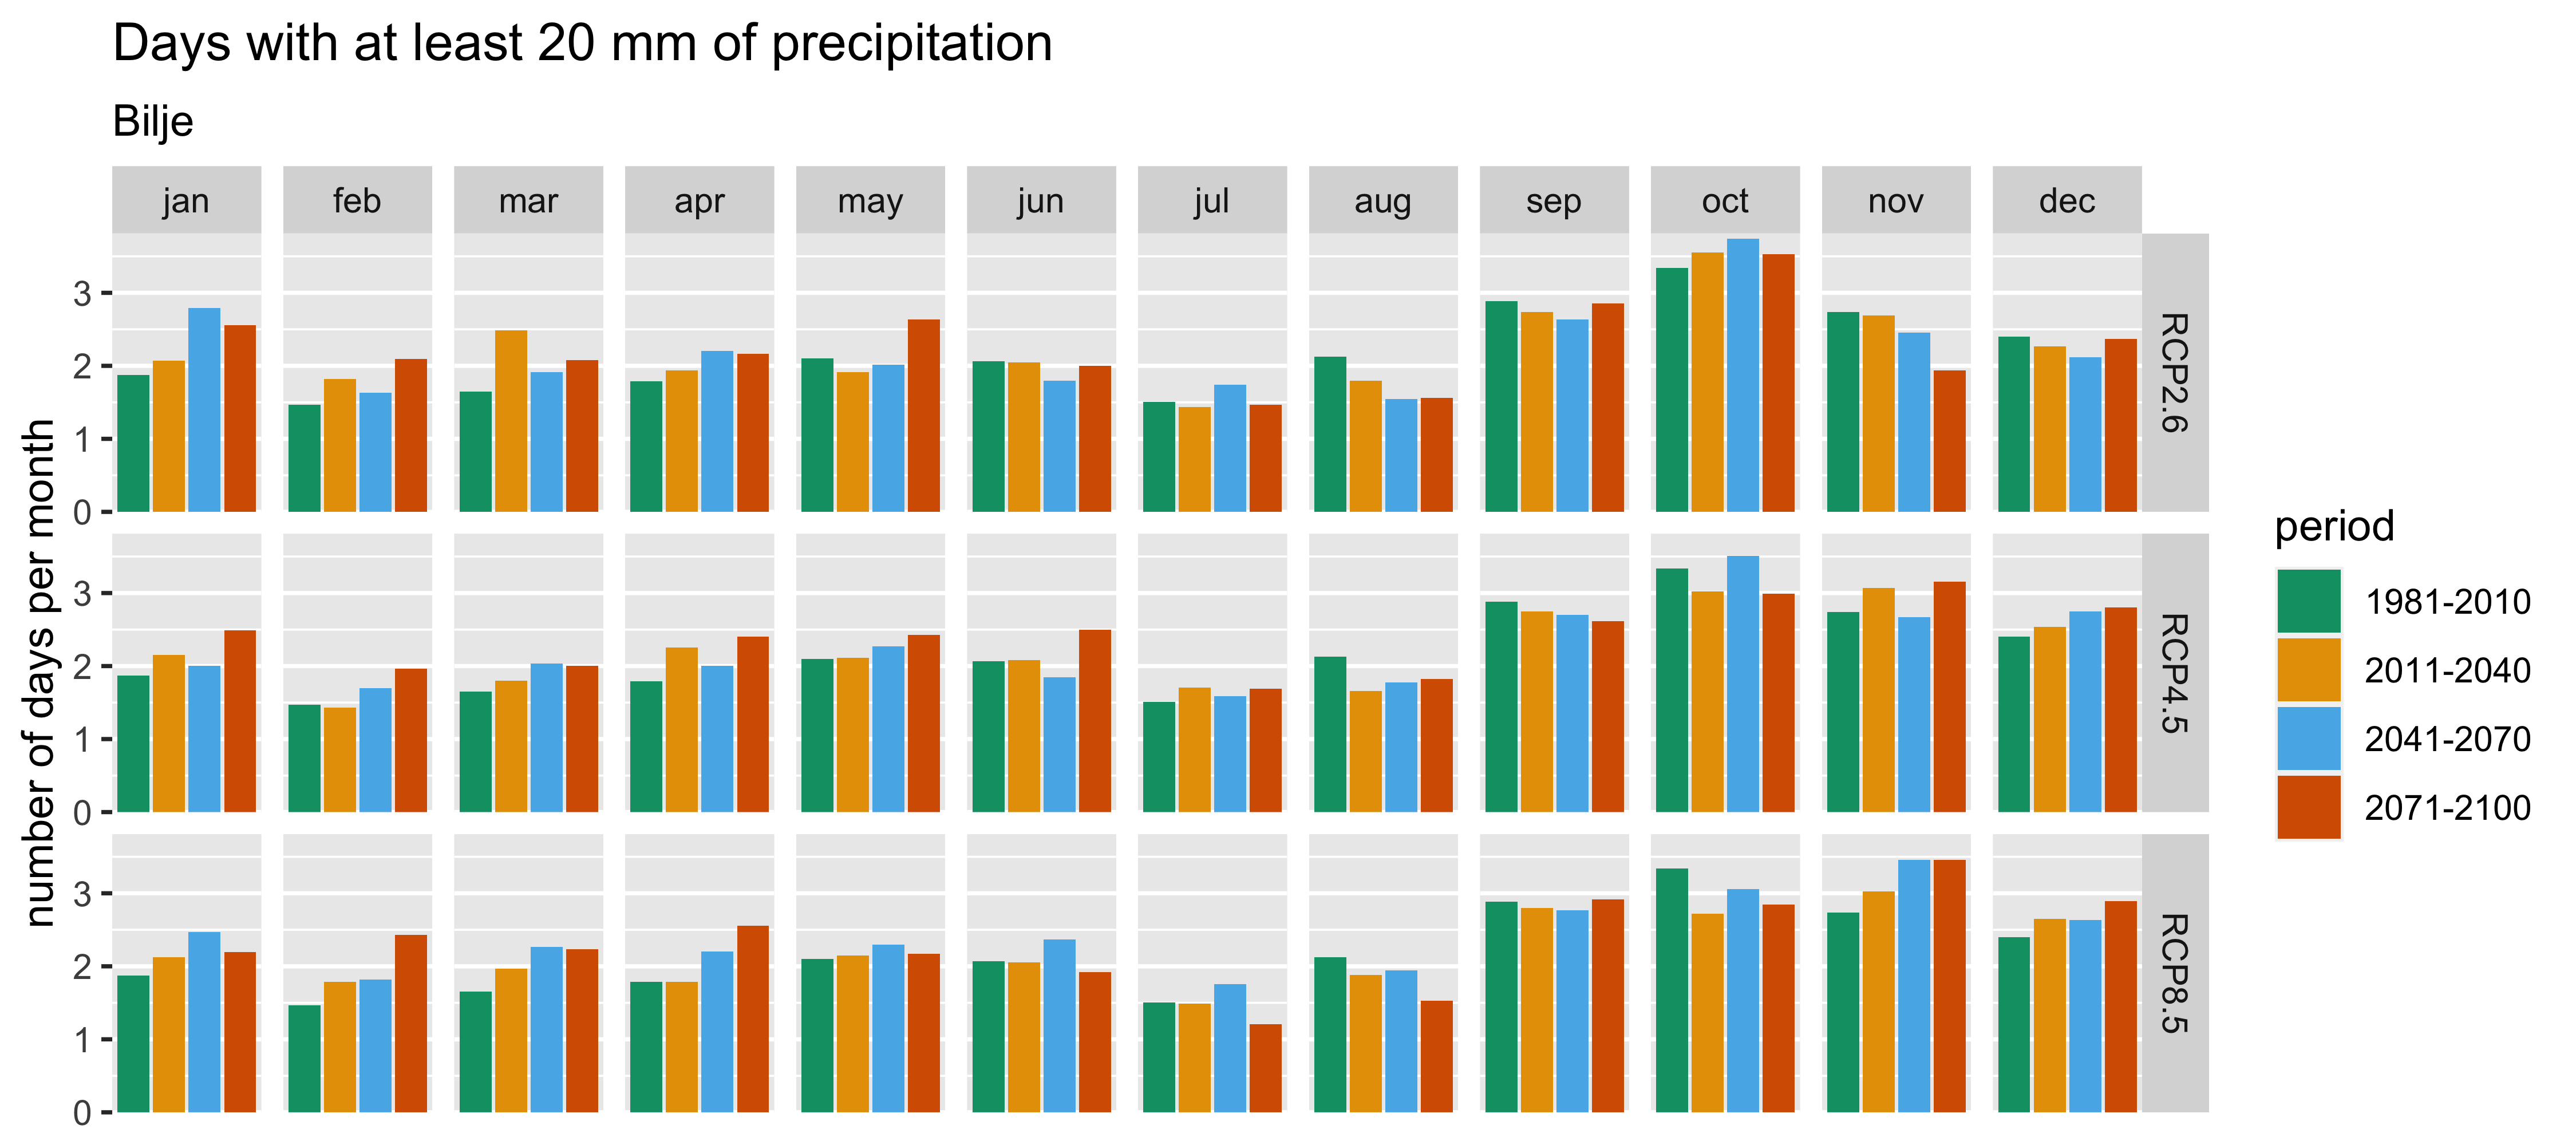 Days with at least 20 mm of precipitation
Bilje
jan feb mar apr may jun jul aug sep oct nov dec
number of days per month
3
2
1
0
RCP2.6
3
2
1
0
RCP4.5
3
2
1
0
RCP8.5
period
1981-2010
2011-2040
2041-2070
2071-2100